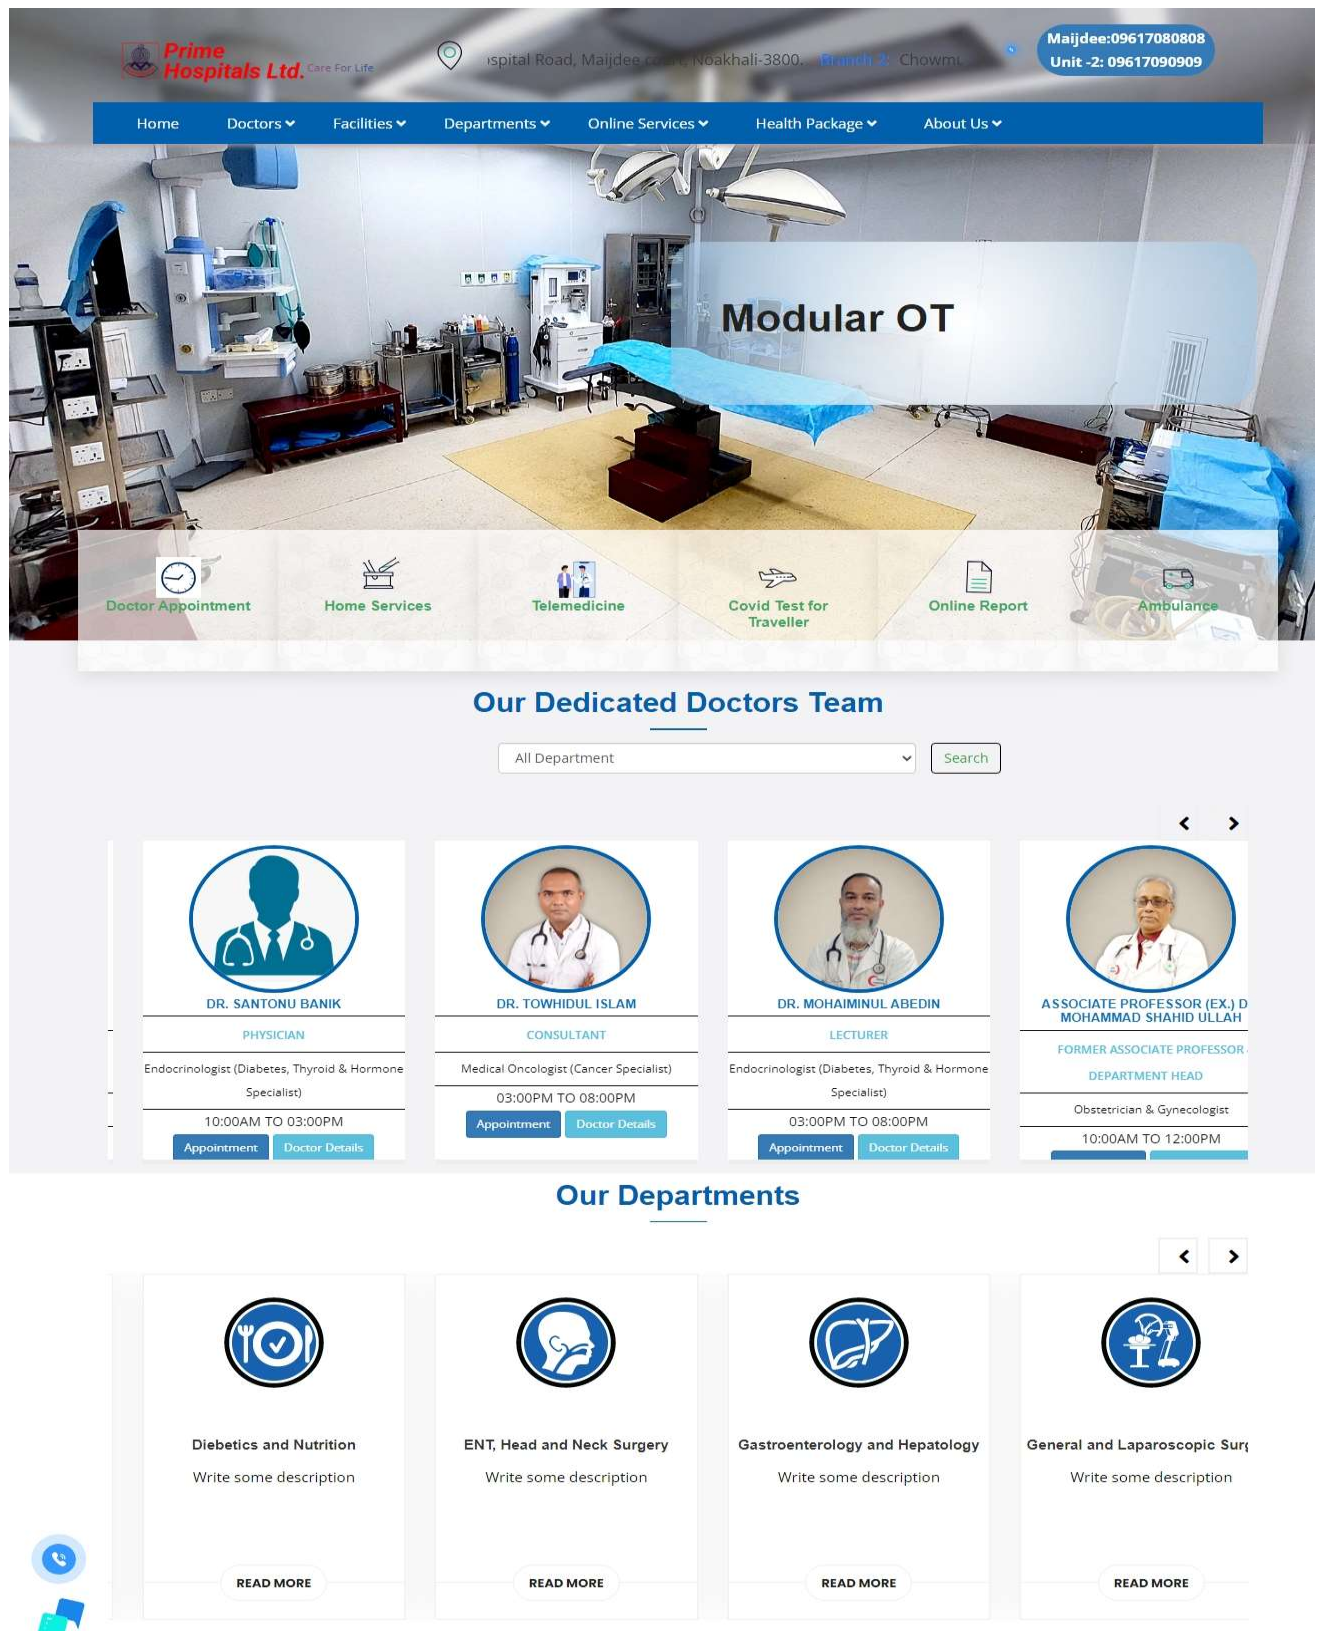 Prime
Hospitals Ltd. Care For Life
ospital Road, Maijdee court, Noakhali-3800. Branch 2: Chowmu
Maijdee:09617080808
Unit -2: 09617090909
Home Doctors Facilities Departments Online Services Health Package About Us
Modular OT
Doctor Appointment Home Services Telemedicine Covid Test for Traveller Online Report Ambulance
Our Dedicated Doctors Team
All Department Search
DR. SANTONU BANIK
PHYSICIAN
Endocrinologist (Diabetes, Thyroid & Hormone
Specialist)
10:00AM TO 03:00PM
Appointment Doctor Details
DR. TOWHIDUL ISLAM
CONSULTANT
Medical Oncologist (Cancer Specialist)
03:00PM TO 08:00PM
Appointment Doctor Details
DR. MOHAIMINUL ABEDIN
LECTURER
Endocrinologist (Diabetes, Thyroid & Hormone
Specialist)
03:00PM TO 08:00PM
Appointment Doctor Details
ASSOCIATE PROFESSOR (EX.) D
MOHAMMAD SHAHID ULLAH
FORMER ASSOCIATE PROFESSOR
DEPARTMENT HEAD
Obstetrician & Gynecologist
10:00AM TO 12:00PM
Our Departments
Diebetics and Nutrition
Write some description
READ MORE
ENT, Head and Neck Surgery
Write some description
READ MORE
Gastroenterology and Hepatology
Write some description
READ MORE
General and Laparoscopic Surg
Write some description
READ MORE